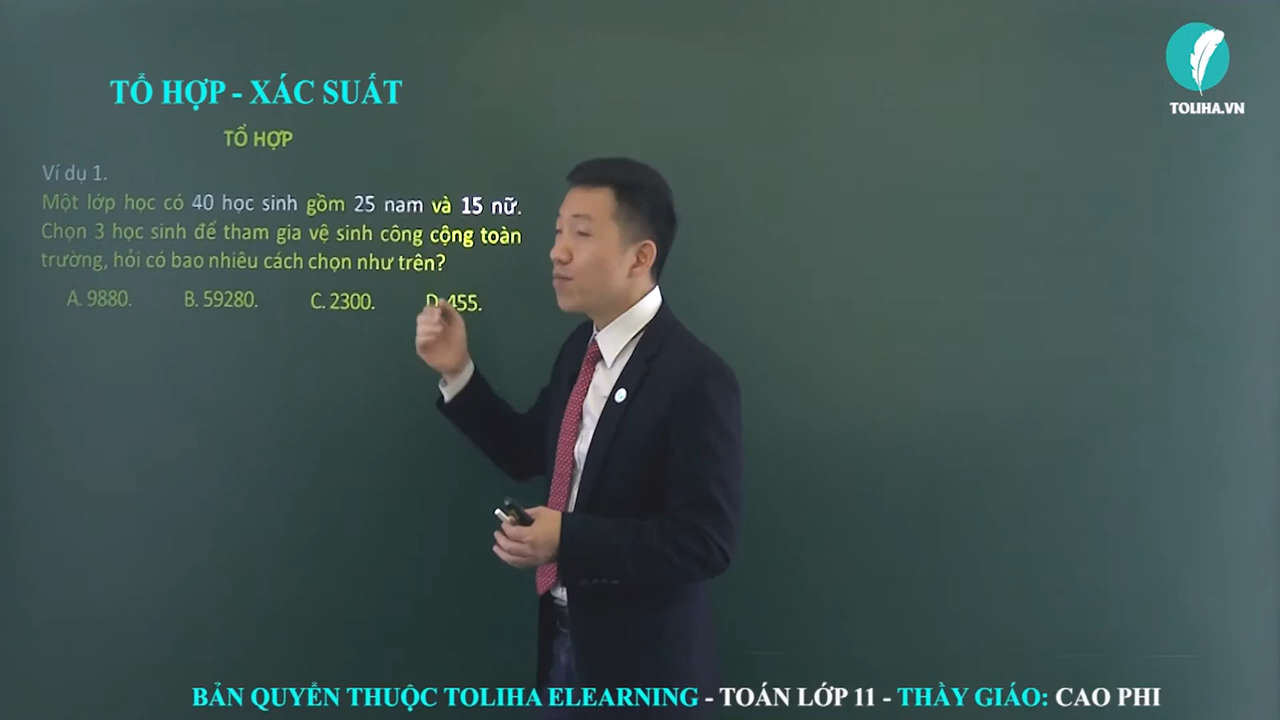 TOLIHA.VN
TỔ HỢP - XÁC SUẤT
TỔ HỢP
Ví dụ 1.
Một lớp học có 40 học sinh gồm 25 nam và 15 nữ.
Chọn 3 học sinh để tham gia vệ sinh công cộng toàn
trường, hỏi có bao nhiêu cách chọn như trên?
A. 9880. B. 59280. C. 2300. D. 455.
BẢN QUYỀN THUỘC TOLIHA ELEARNING - TOÁN LỚP 11 - THẦY GIÁO: CAO PHI